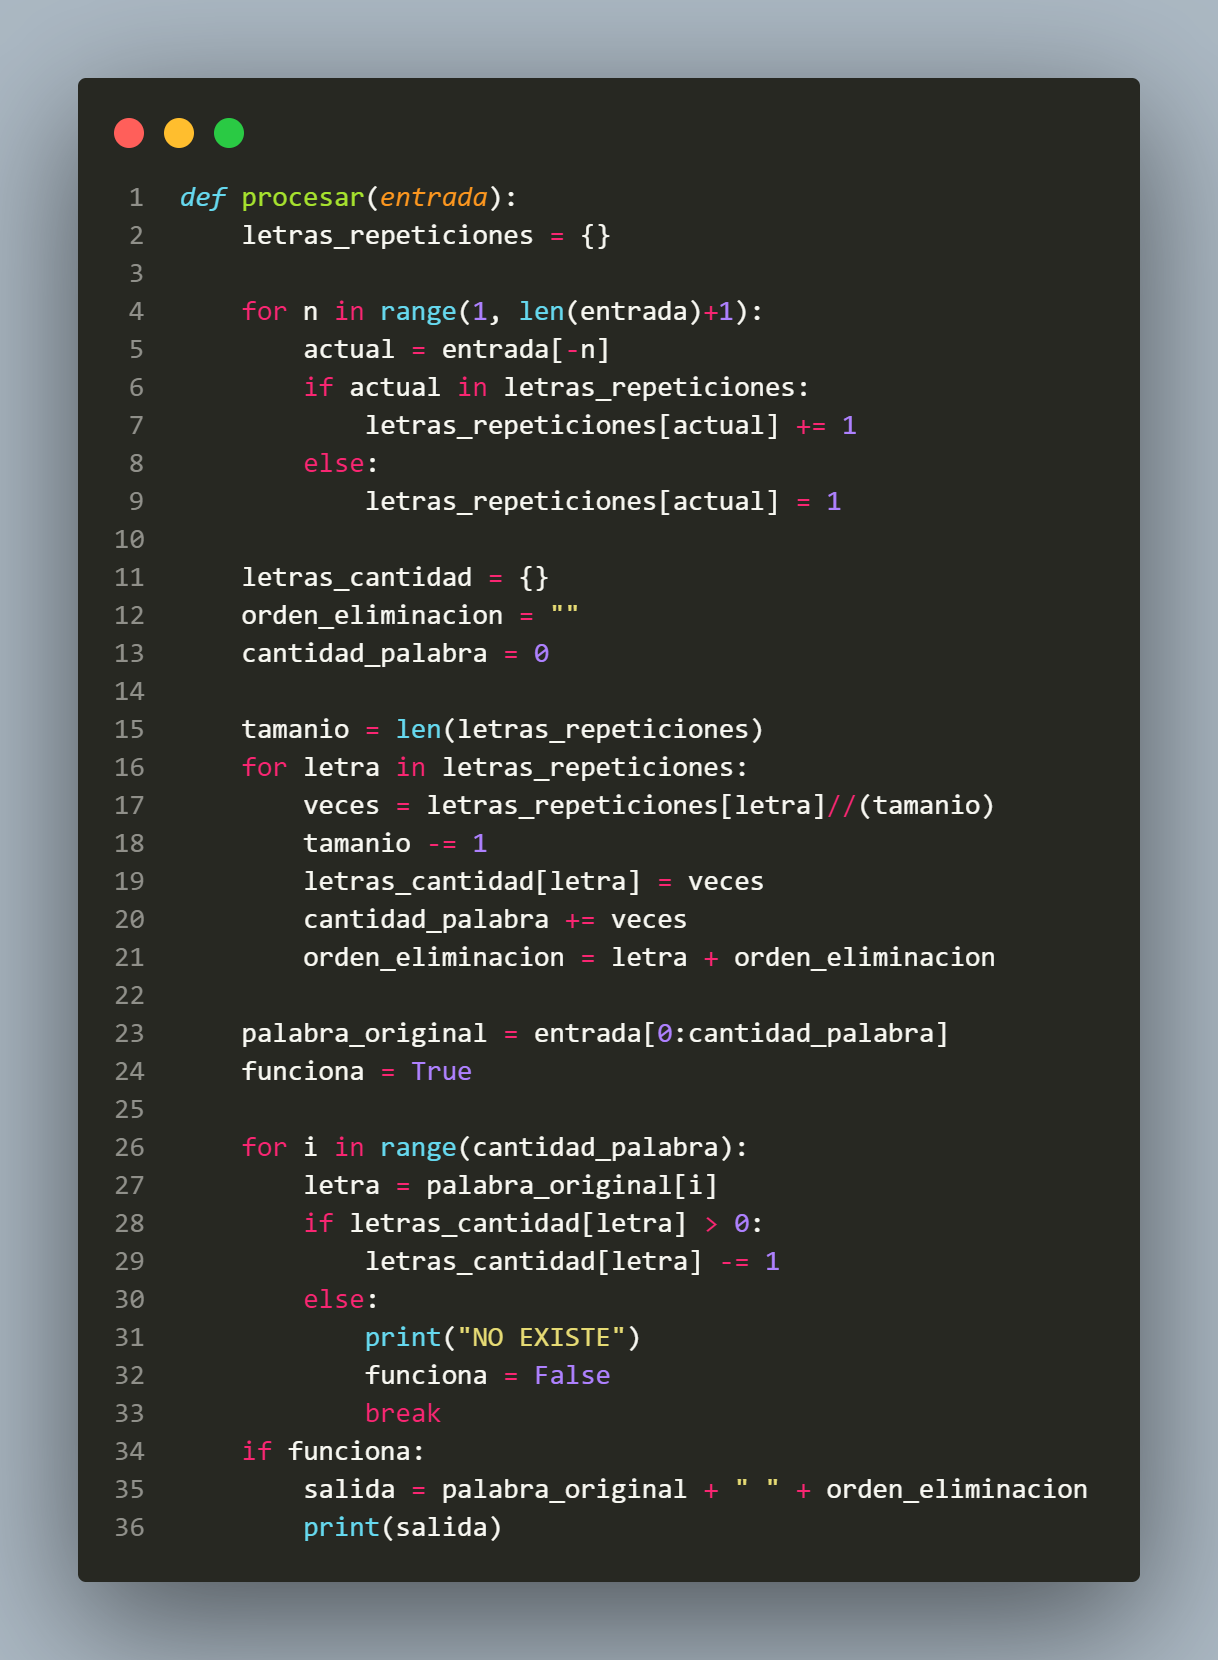 1 def procesar(entrada):
2     letras_repeticiones = {}
3
4     for n in range(1, len(entrada)+1):
5         actual = entrada[-n]
6         if actual in letras_repeticiones:
7             letras_repeticiones[actual] += 1
8         else:
9             letras_repeticiones[actual] = 1
10
11     letras_cantidad = {}
12     orden_eliminacion = ""
13     cantidad_palabra = 0
14
15     tamanio = len(letras_repeticiones)
16     for letra in letras_repeticiones:
17         veces = letras_repeticiones[letra]//(tamanio)
18         tamanio -= 1
19         letras_cantidad[letra] = veces
20         cantidad_palabra += veces
21         orden_eliminacion = letra + orden_eliminacion
22
23     palabra_original = entrada[0:cantidad_palabra]
24     funciona = True
25
26     for i in range(cantidad_palabra):
27         letra = palabra_original[i]
28         if letras_cantidad[letra] > 0:
29             letras_cantidad[letra] -= 1
30         else:
31             print("NO EXISTE")
32             funciona = False
33             break
34     if funciona:
35         salida = palabra_original + " " + orden_eliminacion
36         print(salida)